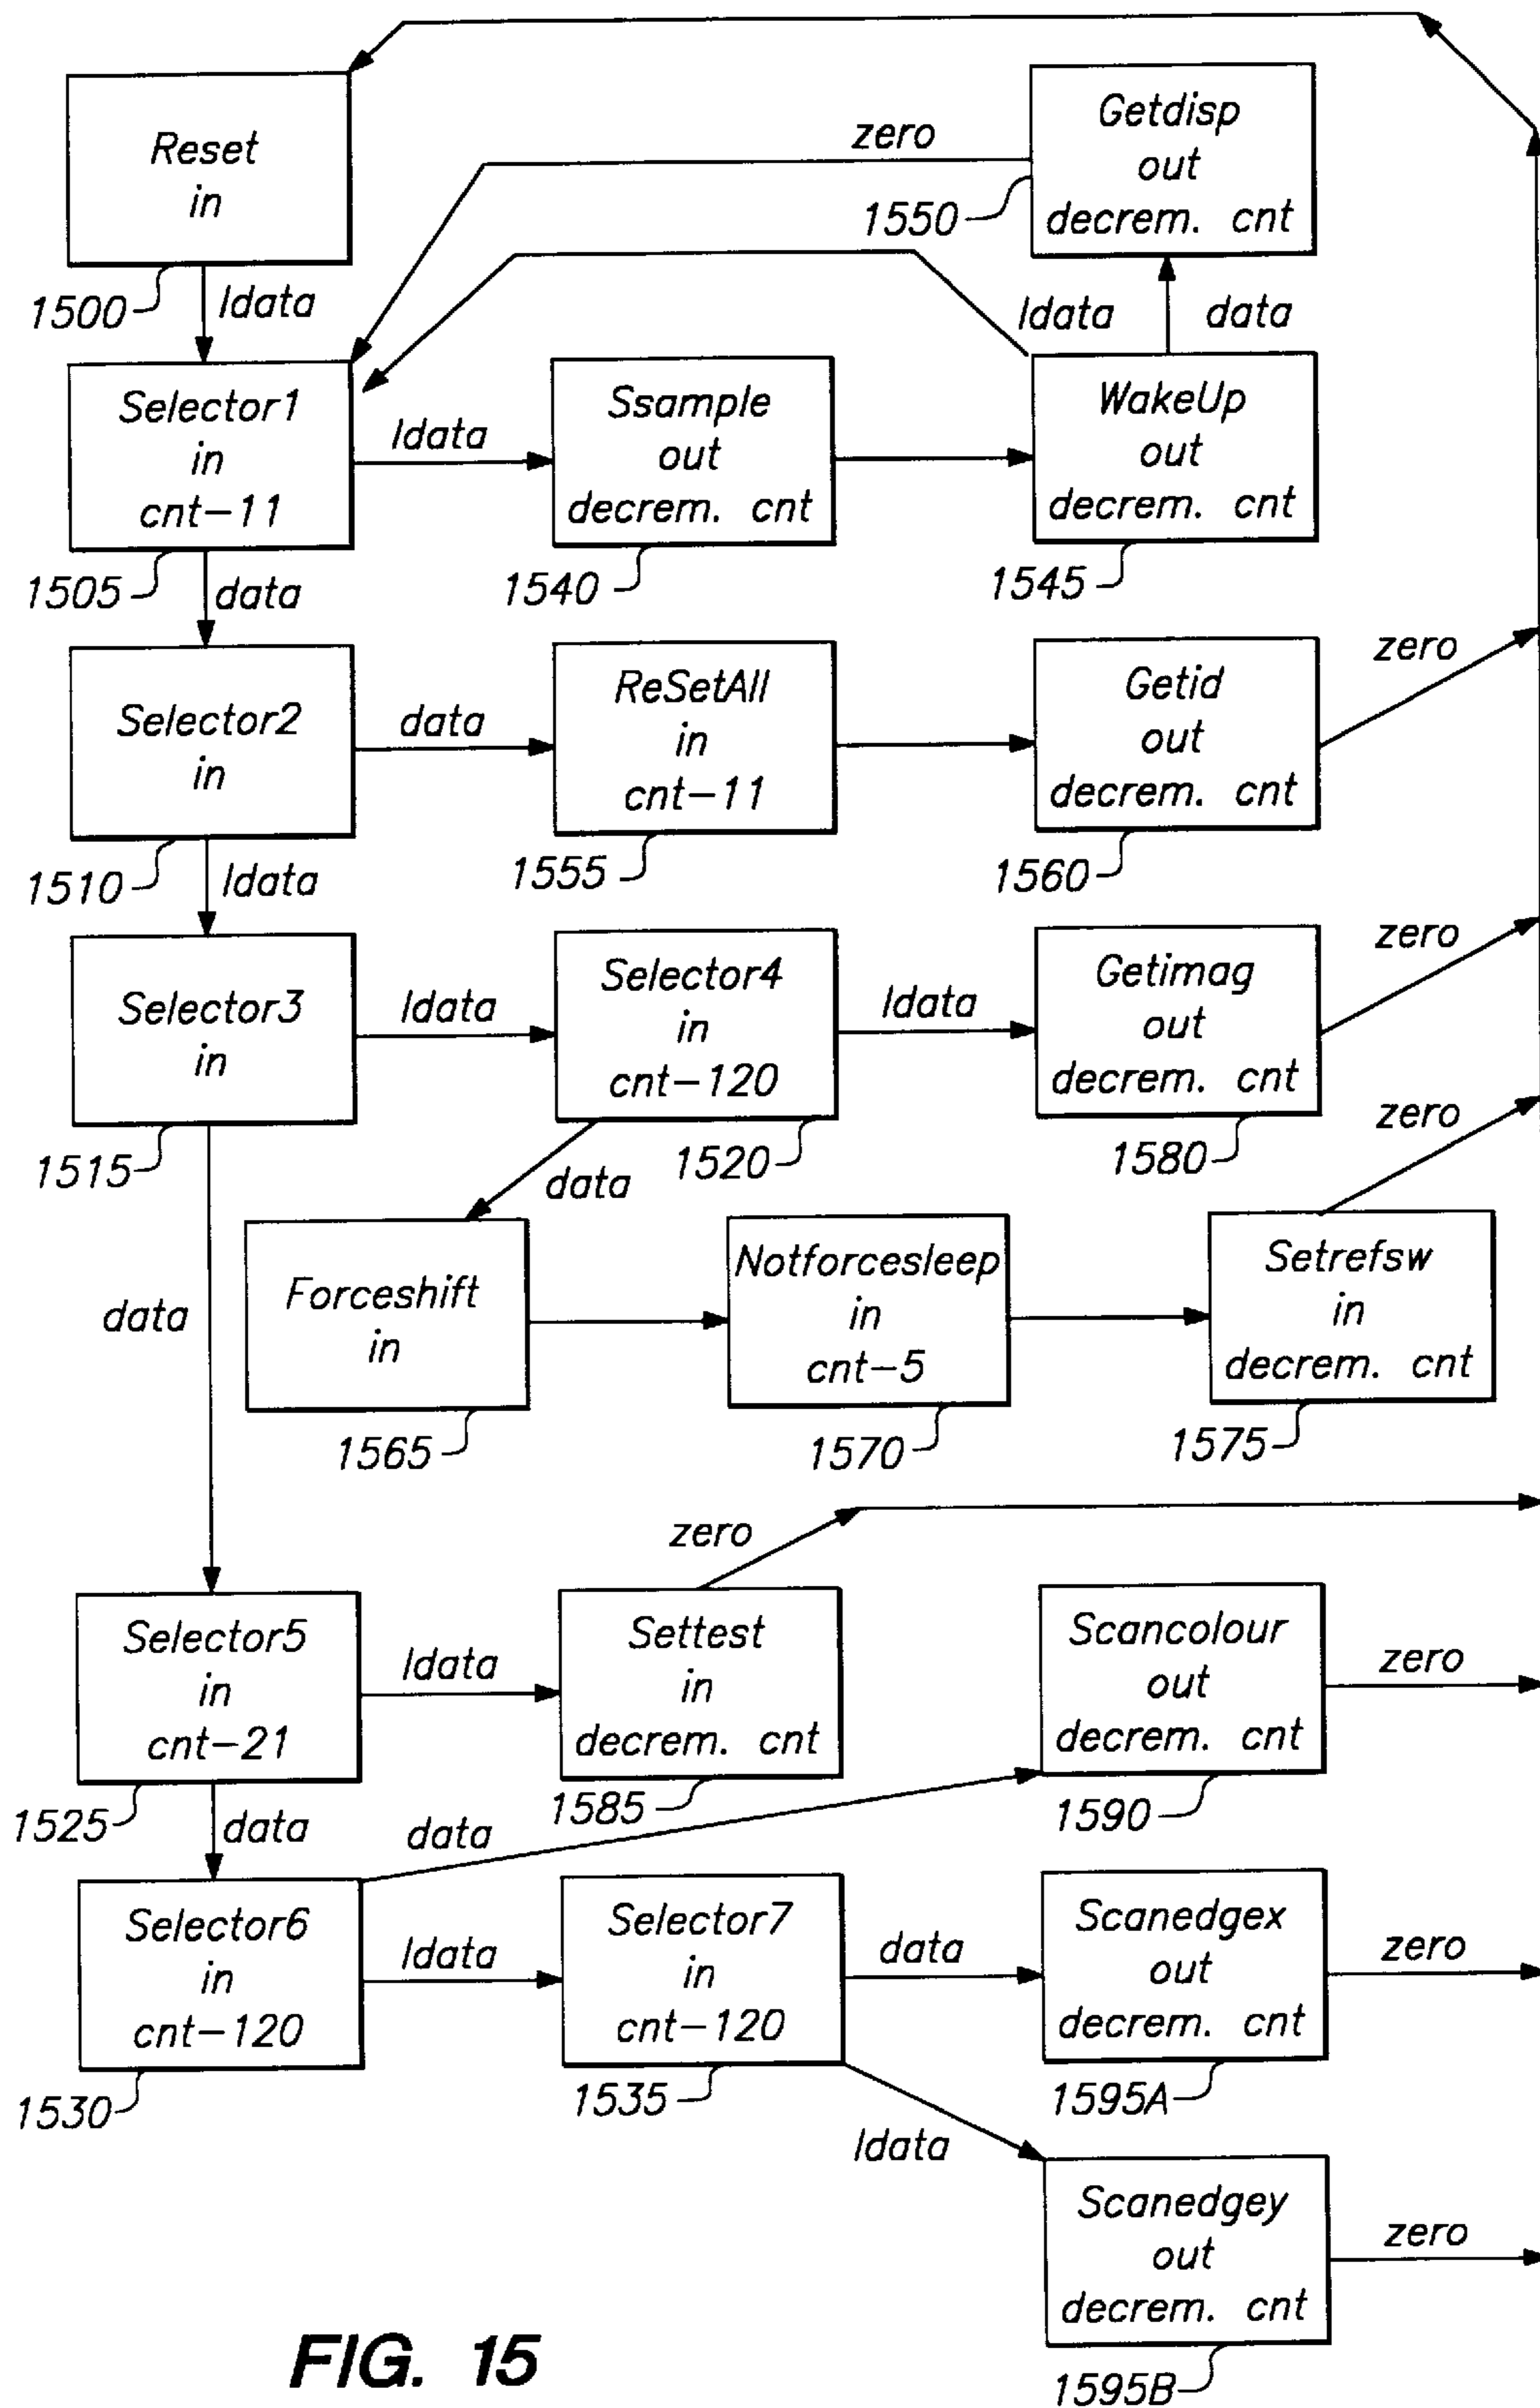 Reset
in
1500
ldata
zero
Getdisp
out
decrem. cnt
1550
ldata
data
Selector1
in
cnt-11
1505
ldata
Ssample
out
decrem. cnt
1540
WakeUp
out
decrem. cnt
1545
data
Selector2
in
1510
data
ReSetAll
in
cnt-11
1555
Getid
out
decrem. cnt
1560
zero
ldata
Selector3
in
1515
ldata
Selector4
in
cnt-120
1520
ldata
Getimag
out
decrem. cnt
1580
zero
data
data
zero
Forceshift
in
1565
Notforcesleep
in
cnt-5
1570
Setrefsw
in
decrem. cnt
1575
zero
Selector5
in
cnt-21
1525
ldata
Settest
in
decrem. cnt
1585
Scancolour
out
decrem. cnt
1590
zero
data
data
Selector6
in
cnt-120
1530
ldata
Selector7
in
cnt-120
1535
data
Scanedgex
out
decrem. cnt
1595A
zero
ldata
Scanedgey
out
decrem. cnt
1595B
zero
FIG. 15